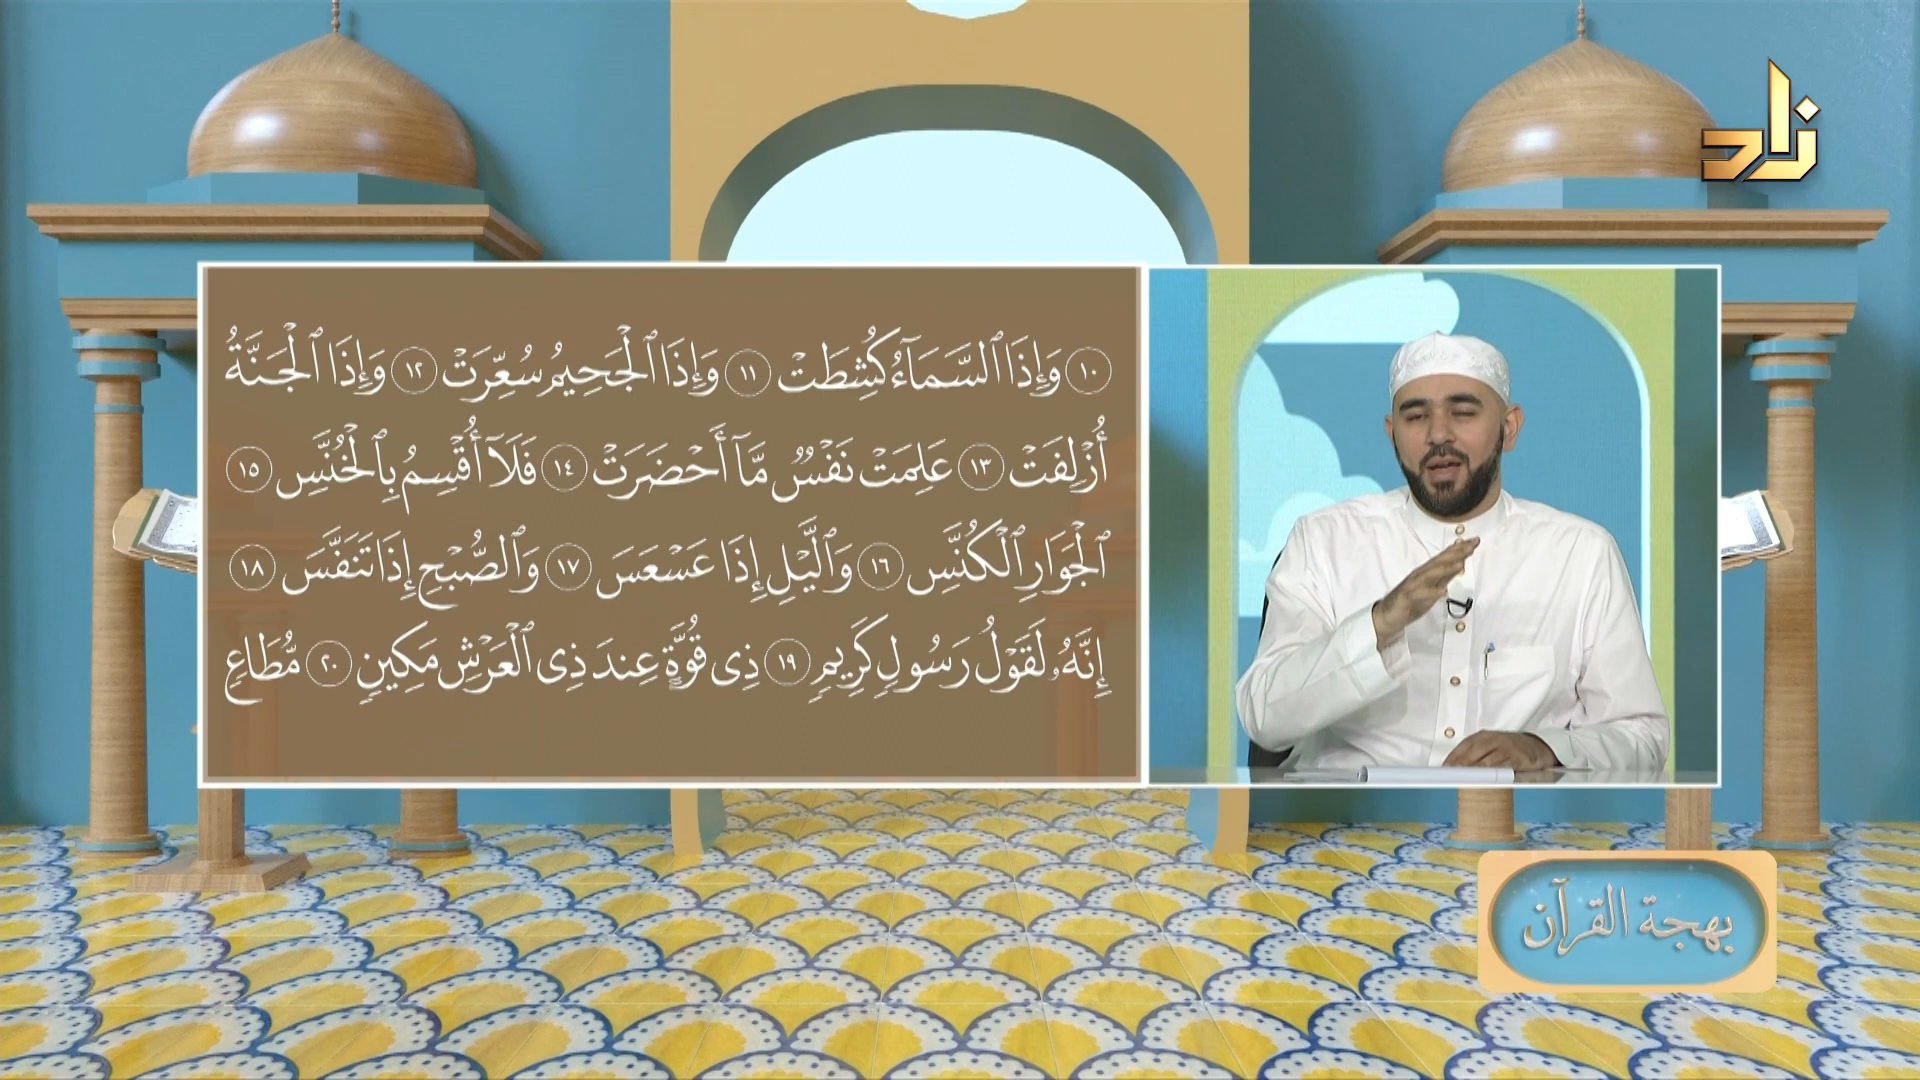 زاد
١٠ وَإِذَا ٱلسَّمَآءُ كُشِطَتْ ١١ وَإِذَا ٱلْجَحِيمُ سُعِّرَتْ ١٢ وَإِذَا ٱلْجَنَّةُ
أُزْلِفَتْ ١٣ عَلِمَتْ نَفْسٌ مَّآ أَحْضَرَتْ ١٤ فَلَآ أُقْسِمُ بِٱلْخُنَّسِ ١٥
ٱلْجَوَارِ ٱلْكُنَّسِ ١٦ وَٱلَّيْلِ إِذَا عَسْعَسَ ١٧ وَٱلصُّبْحِ إِذَا تَنَفَّسَ ١٨
إِنَّهُۥ لَقَوْلُ رَسُولٍ كَرِيمٍ ١٩ ذِى قُوَّةٍ عِندَ ذِى ٱلْعَرْشِ مَكِينٍ ٢٠ مُّطَاعٍ
بهجة القرآن